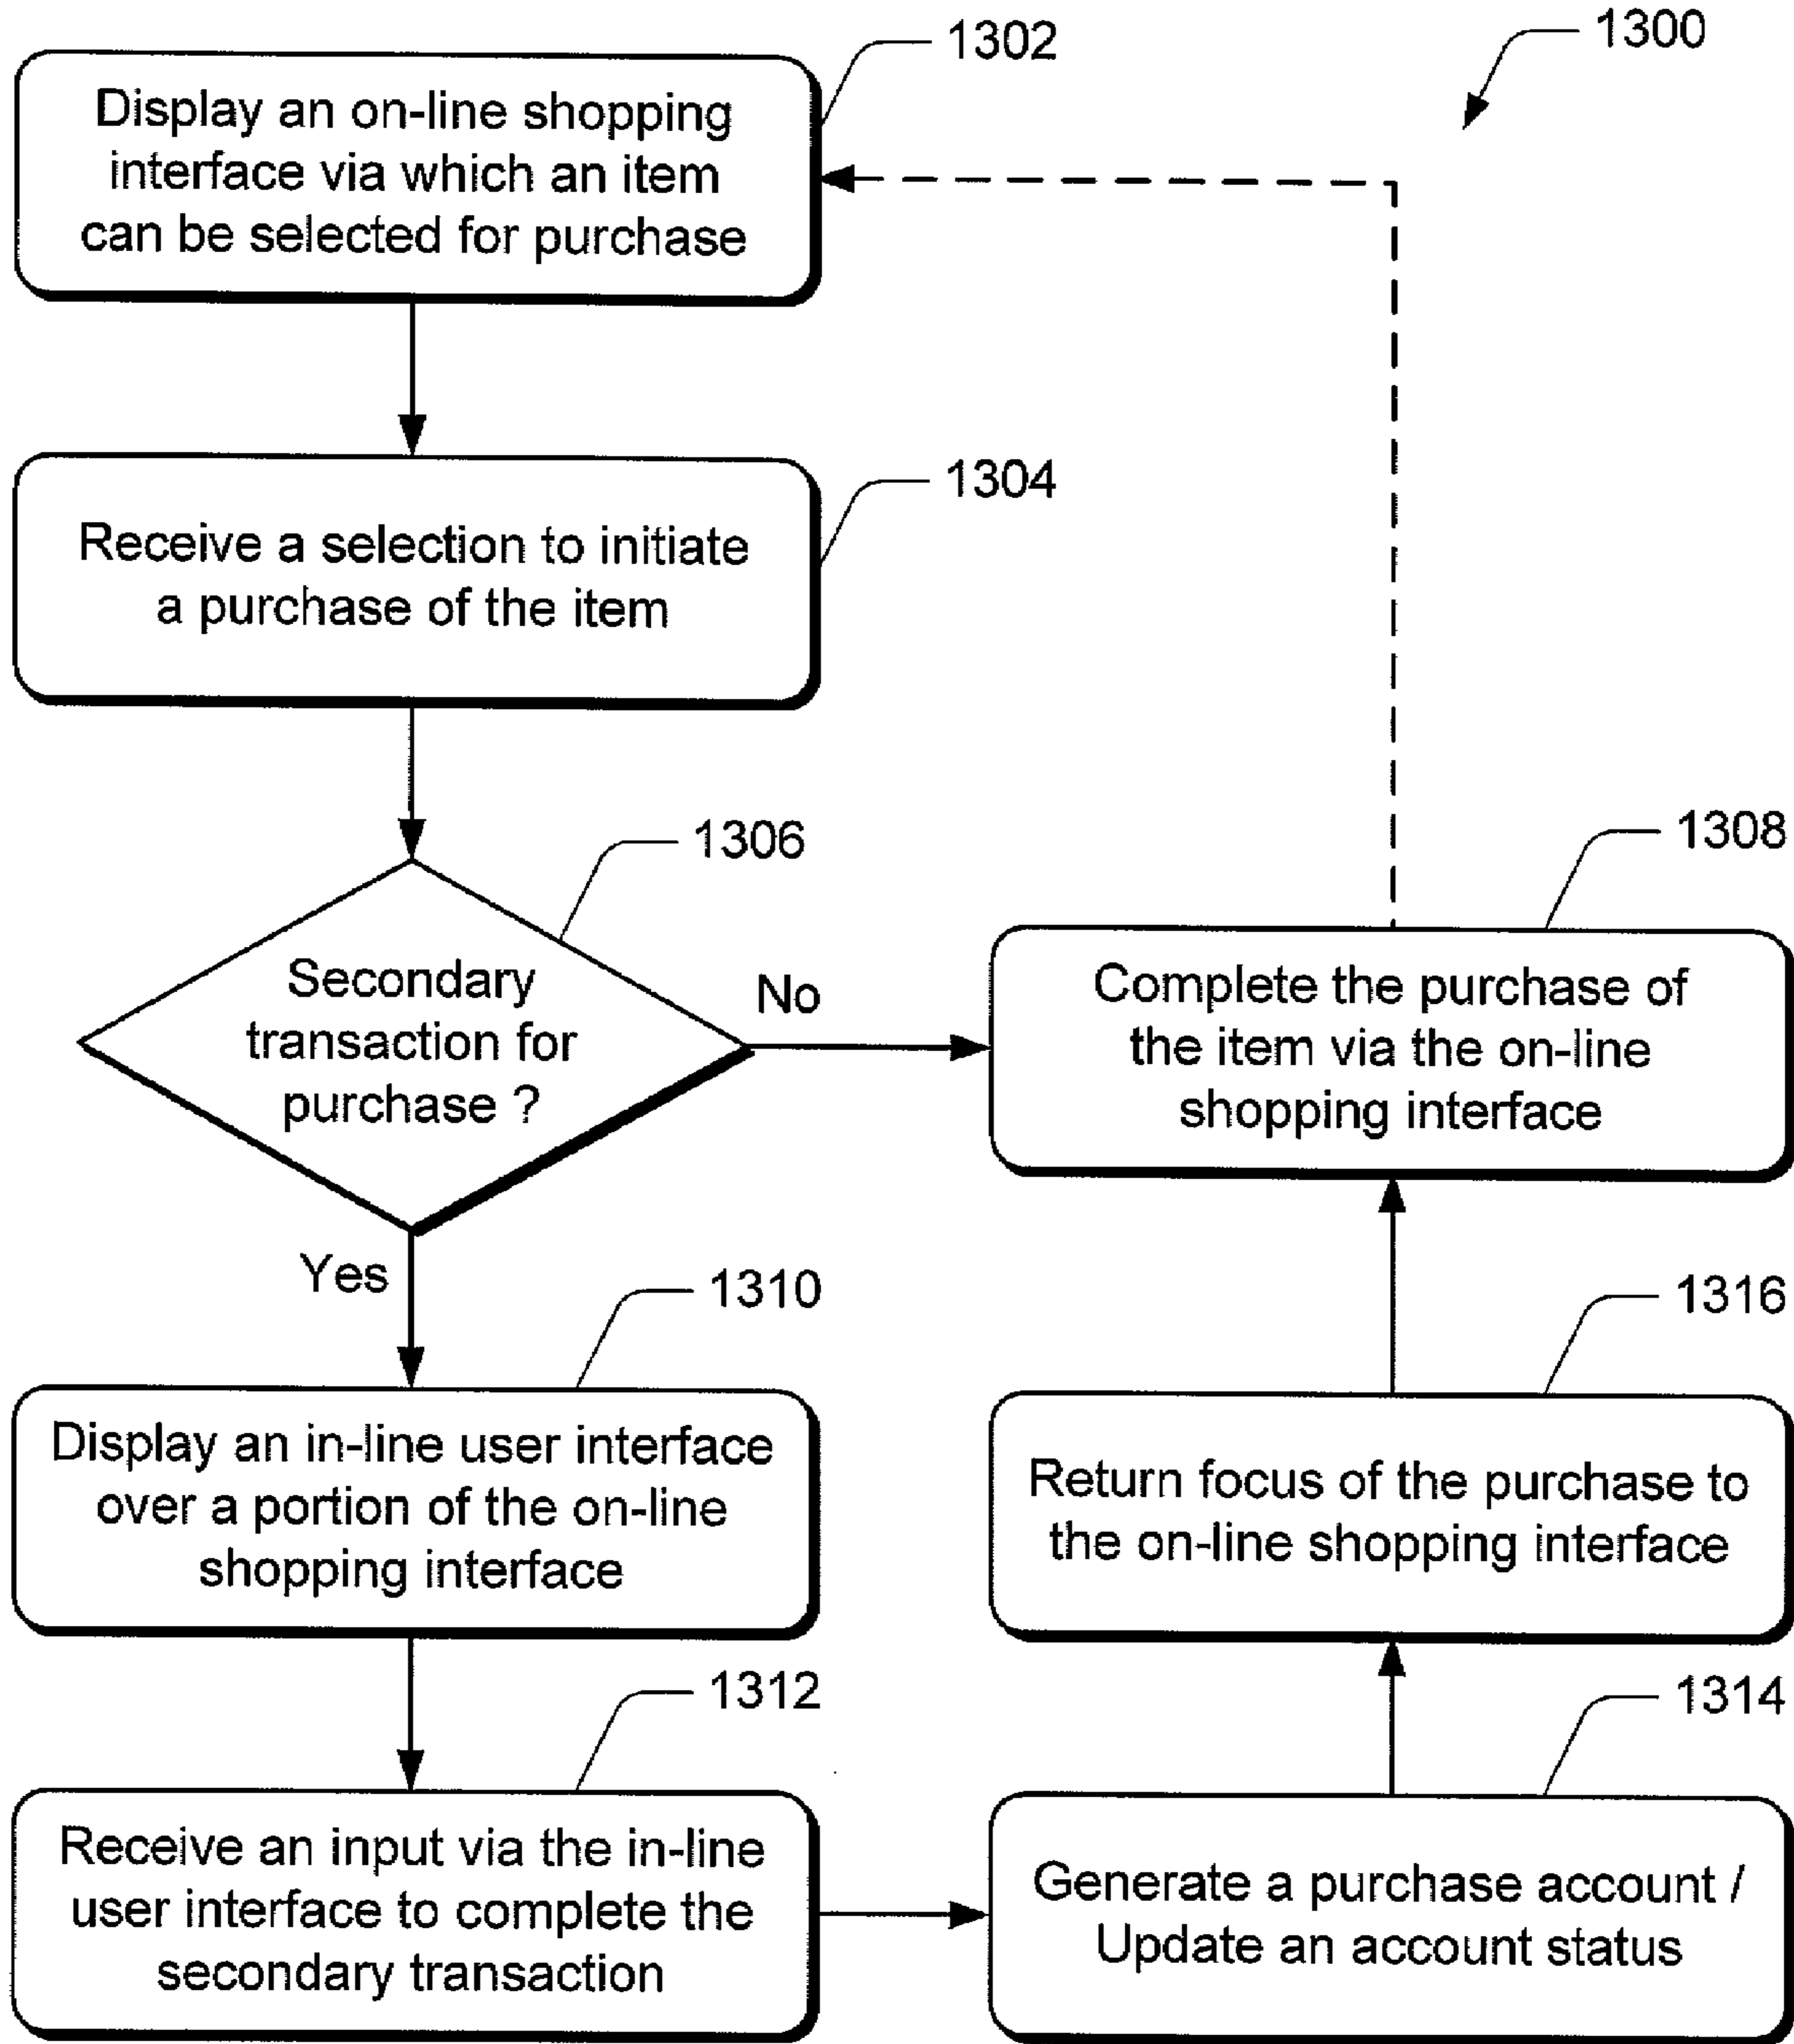 1300
1302
Display an on-line shopping
interface via which an item
can be selected for purchase
1304
Receive a selection to initiate
a purchase of the item
1306
Secondary
transaction for
purchase ?
No
Yes
1308
Complete the purchase of
the item via the on-line
shopping interface
1310
Display an in-line user interface
over a portion of the on-line
shopping interface
1316
Return focus of the purchase to
the on-line shopping interface
1312
Receive an input via the in-line
user interface to complete the
secondary transaction
1314
Generate a purchase account /
Update an account status